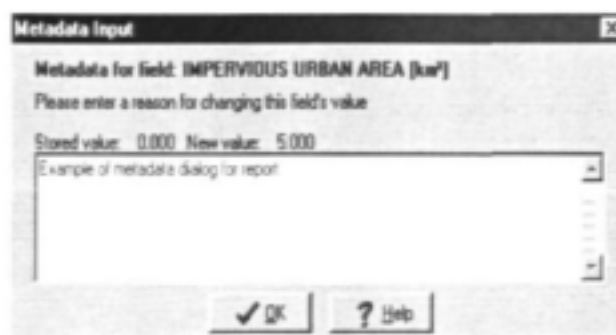 Metadata Input
Metadata for field: IMPERVIOUS URBAN AREA [km²]
Please enter a reason for changing this field's value
Stored value: 0.000 New value: 5.000
Example of metadata dialog for report
OK Help